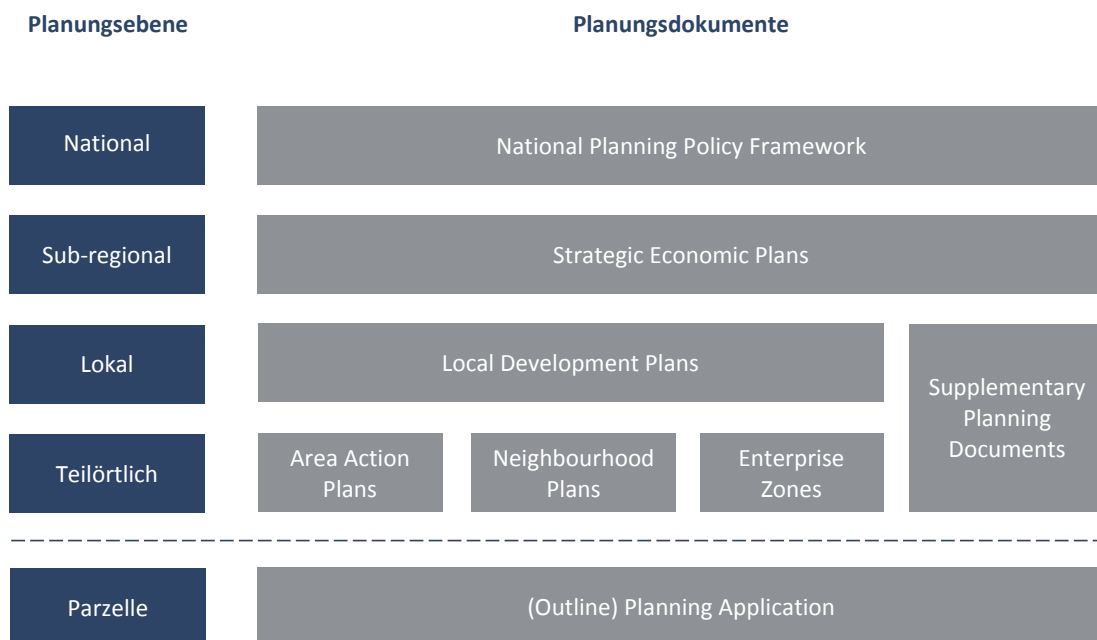 Planungsebene
Planungsdokumente
National
National Planning Policy Framework
Sub-regional
Strategic Economic Plans
Lokal
Local Development Plans
Supplementary
Planning
Documents
Teilörtlich
Area Action
Plans
Neighbourhood
Plans
Enterprise
Zones
Parzelle
(Outline) Planning Application